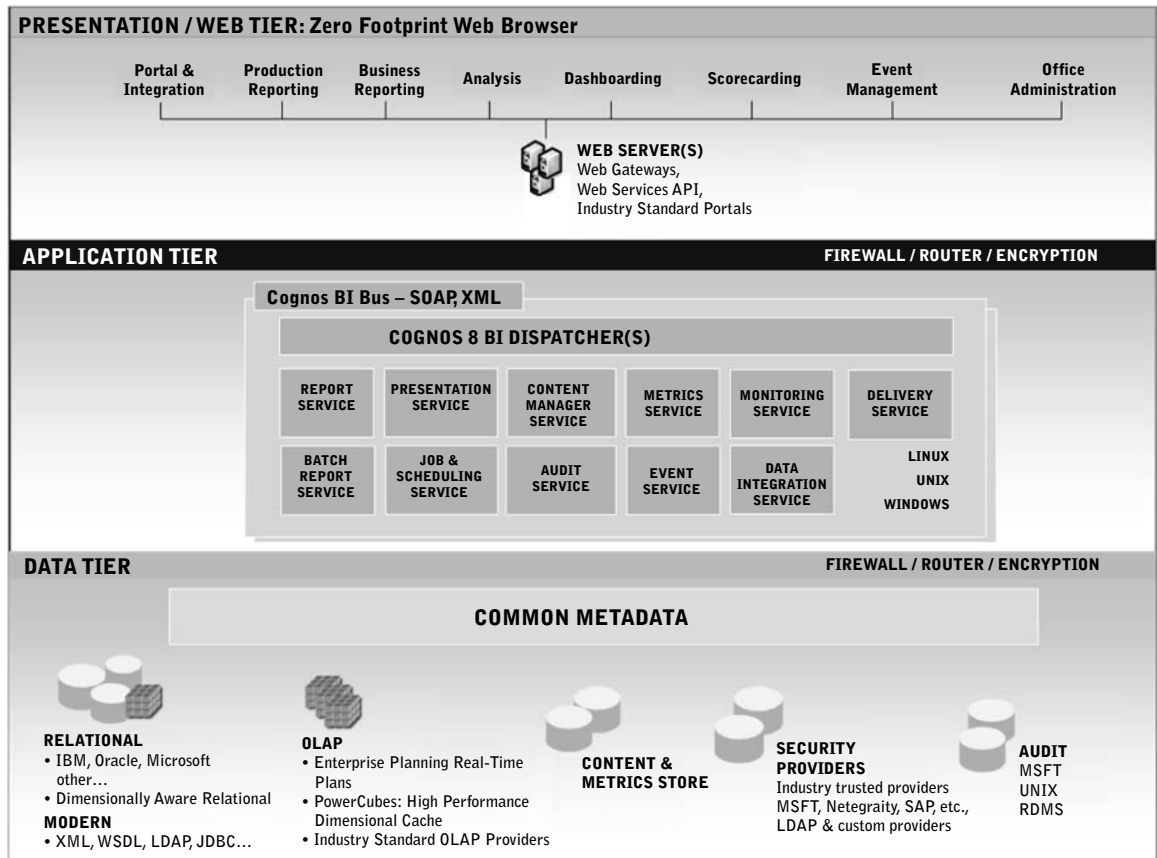 PRESENTATION / WEB TIER: Zero Footprint Web Browser
Portal &
Integration
Production
Reporting
Business
Reporting
Analysis
Dashboarding
Scorecarding
Event
Management
Office
Administration
WEB SERVER(S)
Web Gateways,
Web Services API,
Industry Standard Portals
APPLICATION TIER
FIREWALL / ROUTER / ENCRYPTION
Cognos BI Bus – SOAP, XML
COGNOS 8 BI DISPATCHER(S)
REPORT
SERVICE
PRESENTATION
SERVICE
CONTENT
MANAGER
SERVICE
METRICS
SERVICE
MONITORING
SERVICE
DELIVERY
SERVICE
BATCH
REPORT
SERVICE
JOB &
SCHEDULING
SERVICE
AUDIT
SERVICE
EVENT
SERVICE
DATA
INTEGRATION
SERVICE
LINUX
UNIX
WINDOWS
DATA TIER
FIREWALL / ROUTER / ENCRYPTION
COMMON METADATA
RELATIONAL
• IBM, Oracle, Microsoft
other...
• Dimensionally Aware Relational
MODERN
• XML, WSDL, LDAP, JDBC...
OLAP
• Enterprise Planning Real-Time
Plans
• PowerCubes: High Performance
Dimensional Cache
• Industry Standard OLAP Providers
CONTENT &
METRICS STORE
SECURITY
PROVIDERS
Industry trusted providers
MSFT, Netegraity, SAP, etc.,
LDAP & custom providers
AUDIT
MSFT
UNIX
RDMS